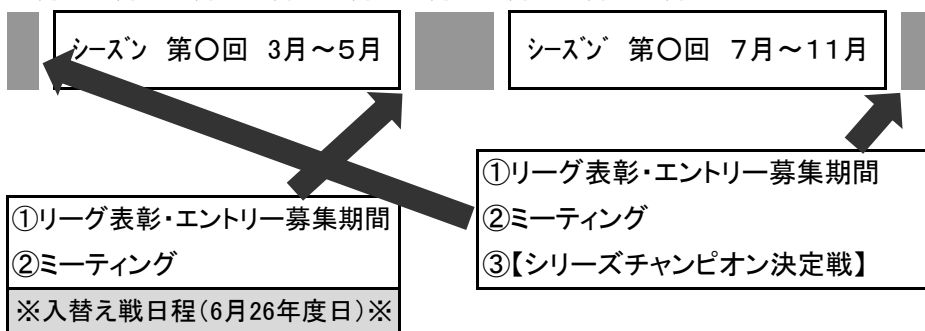 シーズン 第〇回 3月～5月
シーズンﾞ 第〇回 7月～11月
①リーグ表彰・エントリー募集期間
②ミーティング
③【シリーズチャンピオン決定戦】
①リーグ表彰・エントリー募集期間
②ミーティング
※入替え戦日程(6月26年度日)※